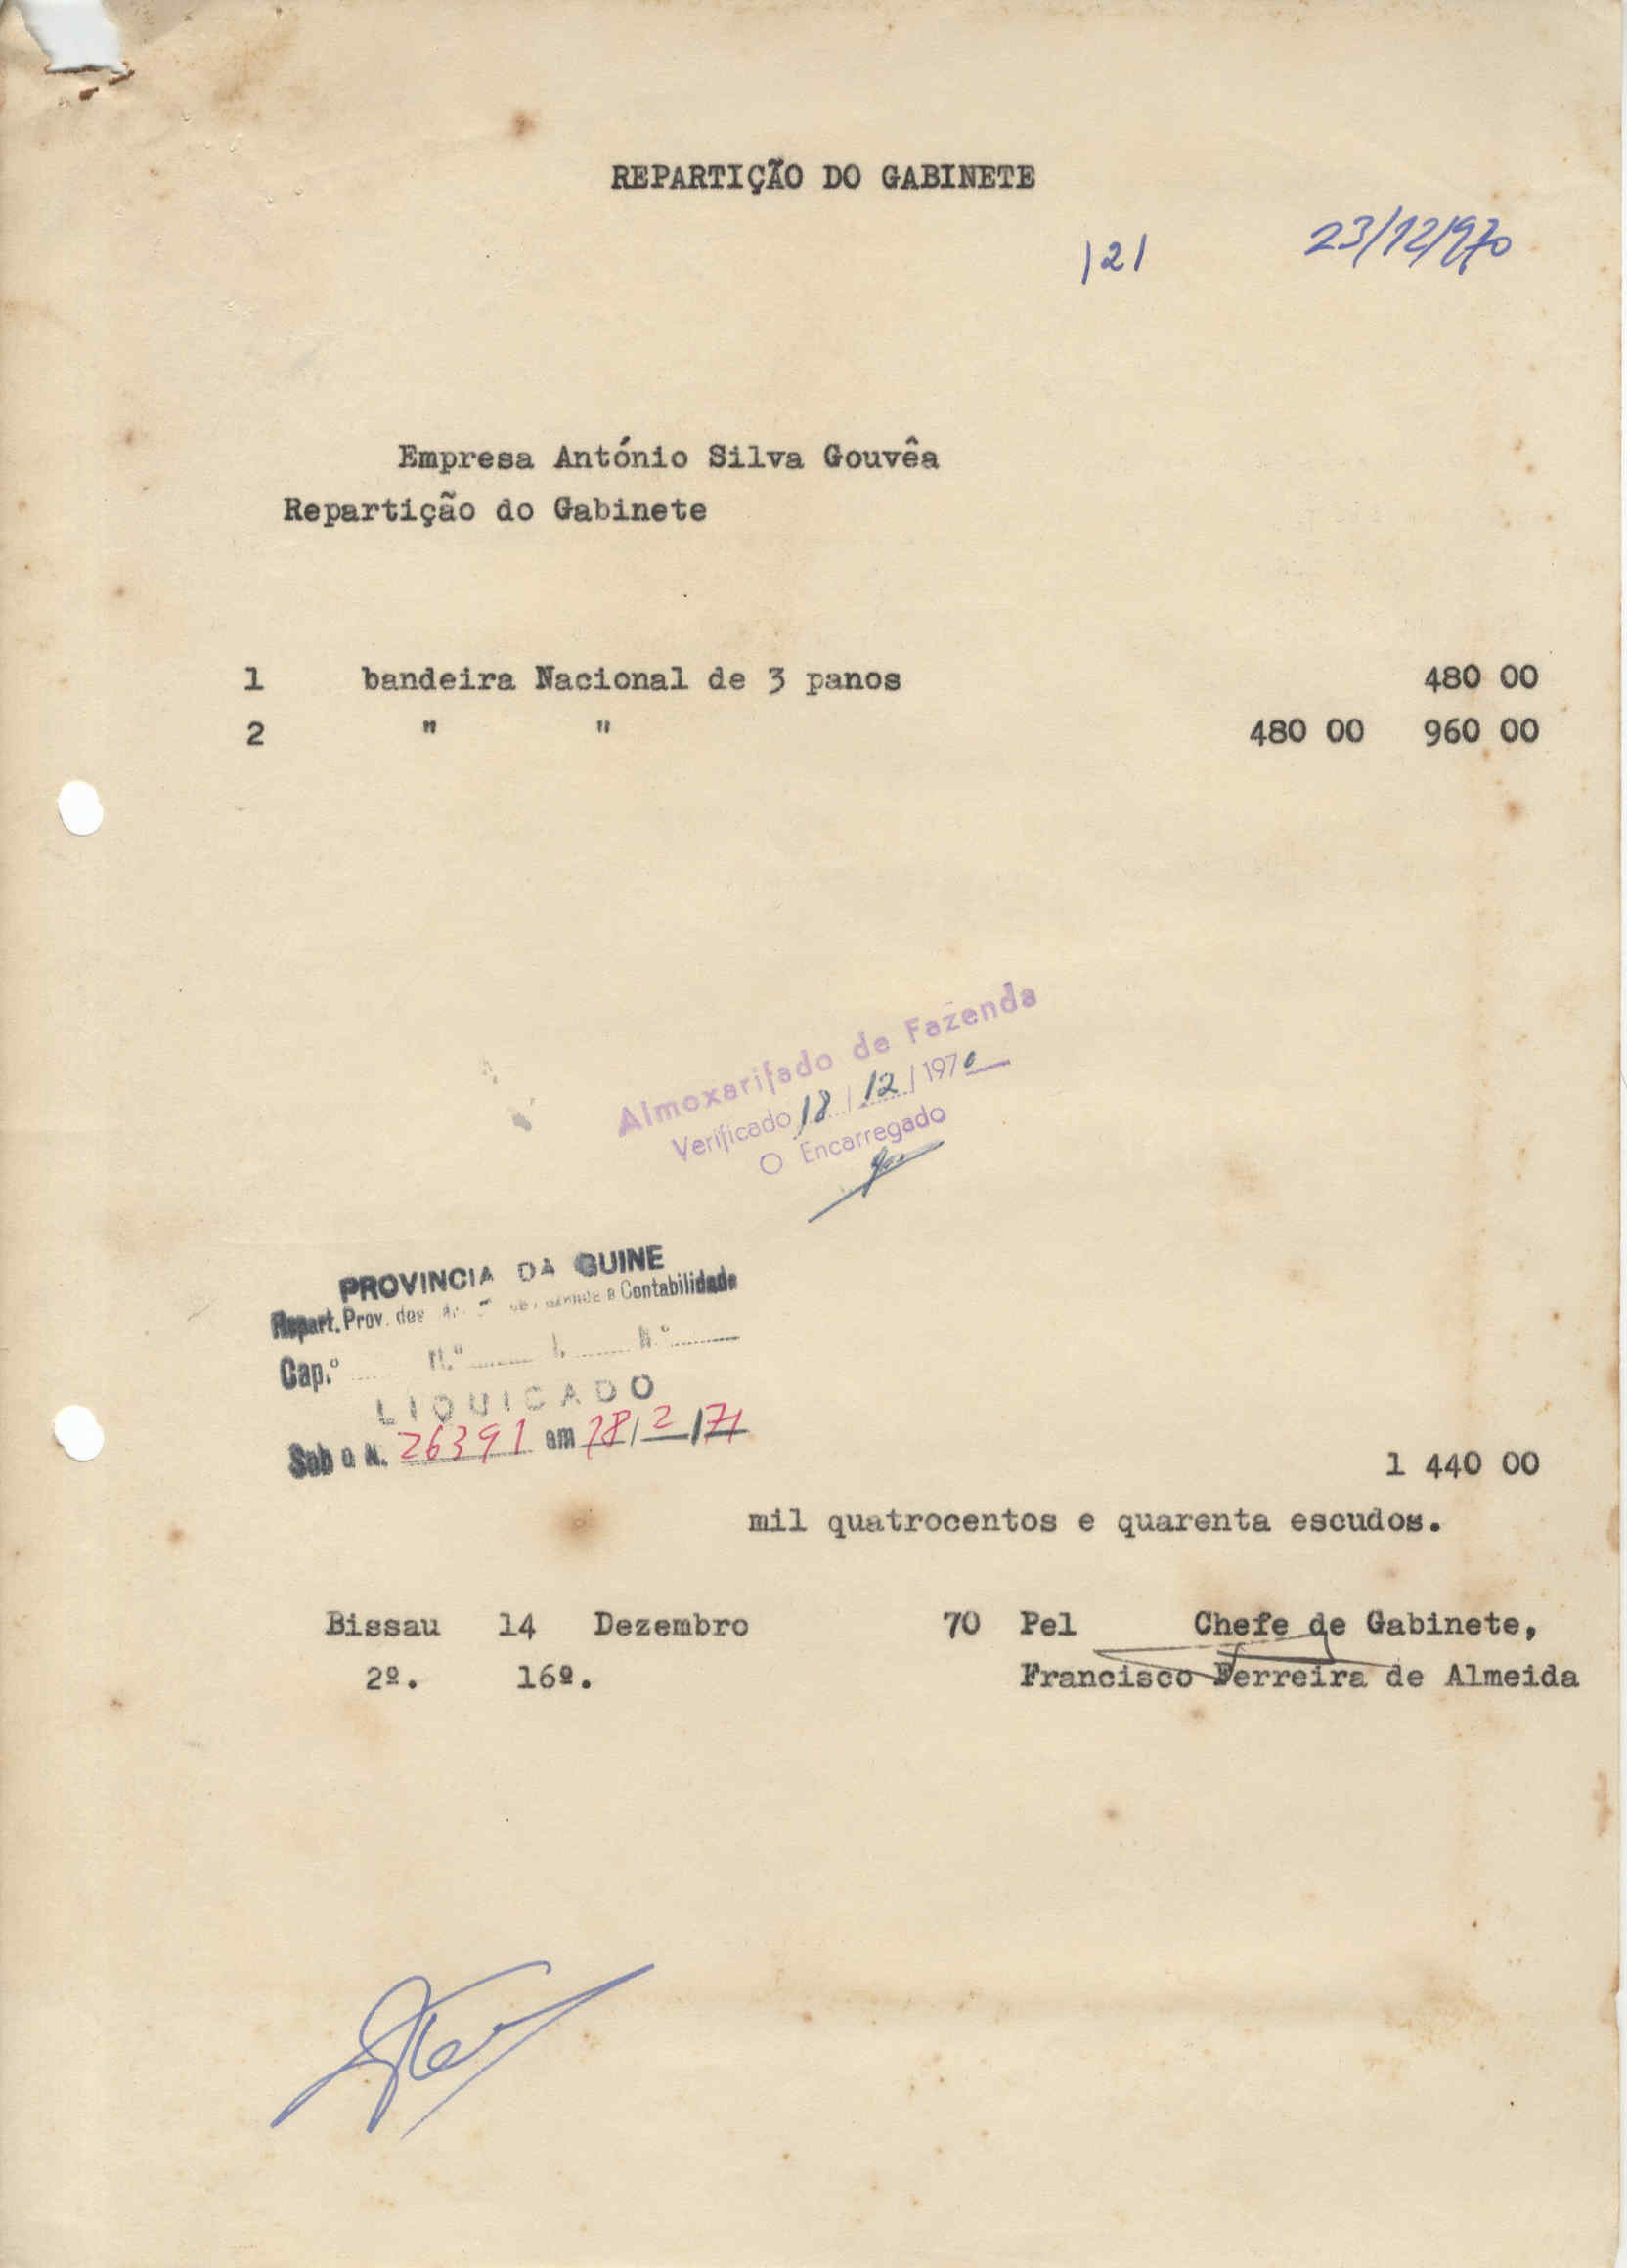 REPARTIÇÃO DO GABINETE
121 23/12/970
Empresa António Silva Gouvêa
Repartição do Gabinete
1 bandeira Nacional de 3 panos 480 00
2 " " 480 00 960 00
Almoxarifado de Fazenda
Verificado 18/12/1970
O Encarregado
PROVINCIA DA GUINE
Repart. Prov. dos e Contabilidade
Cap.º n.º N.º
LIQUIDADO
Sob o N. 26391 em 18/2/71
1 440 00
mil quatrocentos e quarenta escudos.
Bissau 14 Dezembro 70 Pel Chefe de Gabinete,
2º. 16º. Francisco Ferreira de Almeida